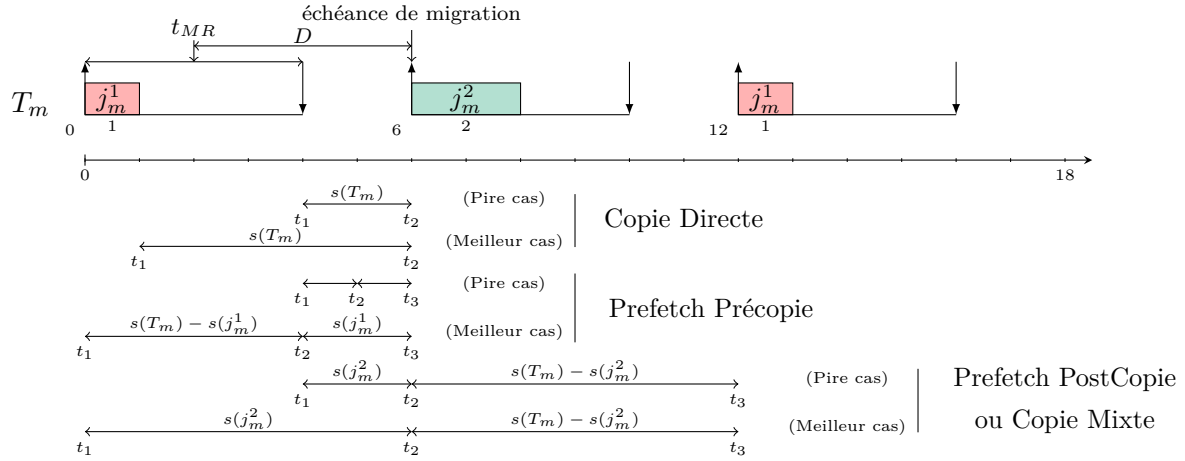 échéance de migration
t_{MR}
D
T_m
j_m^1
j_m^2
j_m^1
0 1 6 2 12 1
0 18
s(T_m) (Pire cas)
t_1 t_2 Copie Directe
s(T_m) (Meilleur cas)
t_1 t_2
(Pire cas)
t_1 t_2 t_3 Prefetch Précopie
s(T_m) − s(j_m^1) s(j_m^1) (Meilleur cas)
t_1 t_2 t_3
s(j_m^2) s(T_m) − s(j_m^2) (Pire cas) Prefetch PostCopie
t_1 t_2 t_3
s(j_m^2) s(T_m) − s(j_m^2) (Meilleur cas) ou Copie Mixte
t_1 t_2 t_3